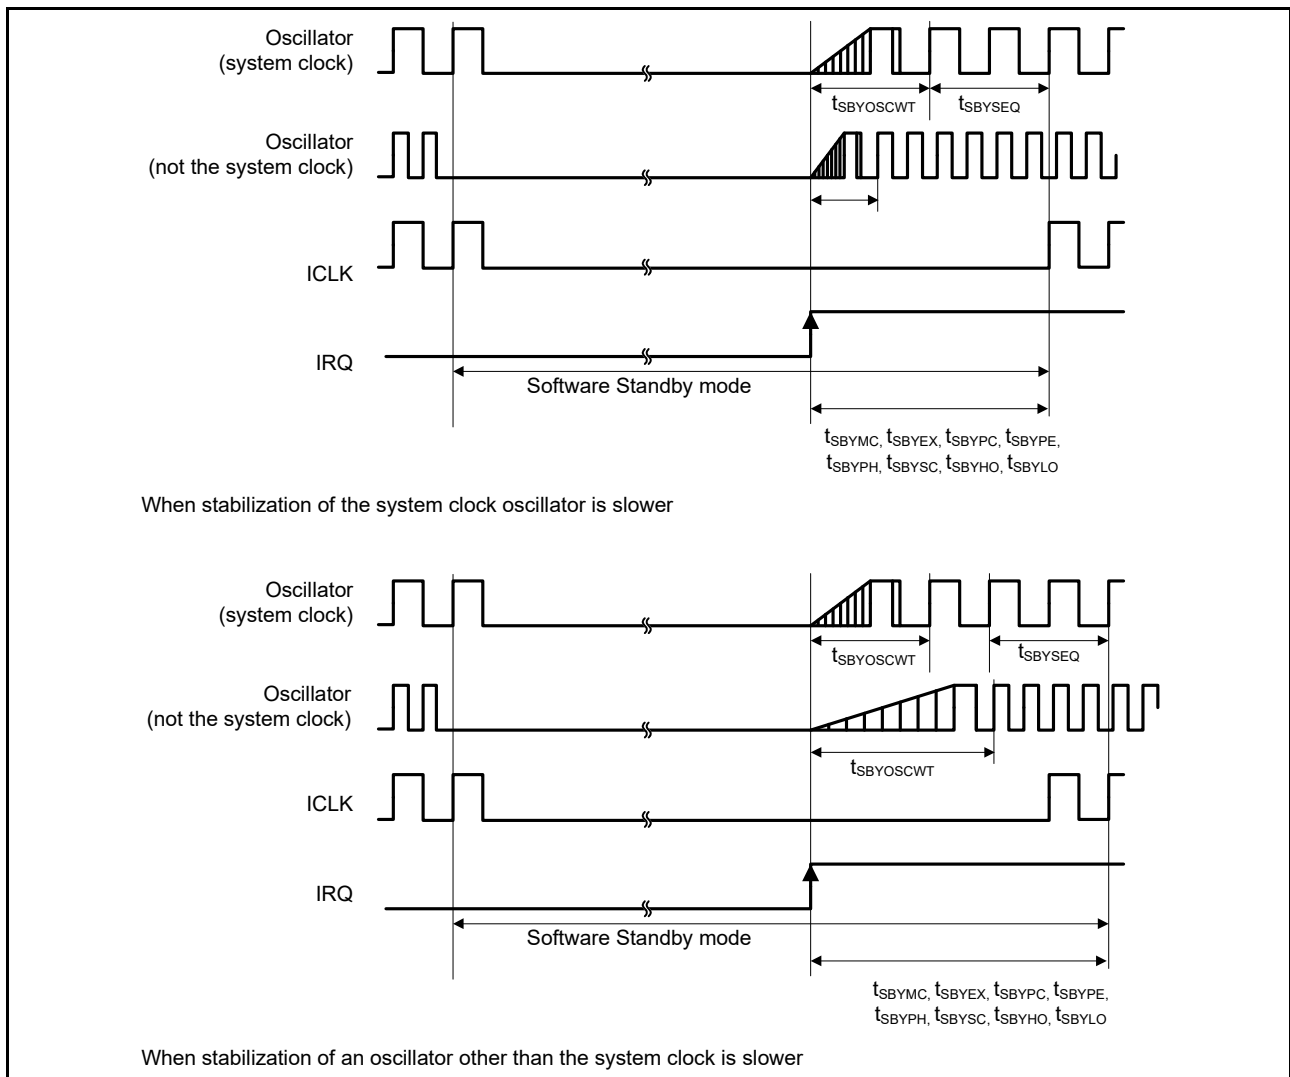 Oscillator
(system clock)
tSBYOSCWT
tSBYSEQ
Oscillator
(not the system clock)
ICLK
IRQ
Software Standby mode
tSBYMC, tSBYEX, tSBYPC, tSBYPE,
tSBYPH, tSBYSC, tSBYHO, tSBYLO
When stabilization of the system clock oscillator is slower
Oscillator
(system clock)
tSBYOSCWT
tSBYSEQ
Oscillator
(not the system clock)
tSBYOSCWT
ICLK
IRQ
Software Standby mode
tSBYMC, tSBYEX, tSBYPC, tSBYPE,
tSBYPH, tSBYSC, tSBYHO, tSBYLO
When stabilization of an oscillator other than the system clock is slower